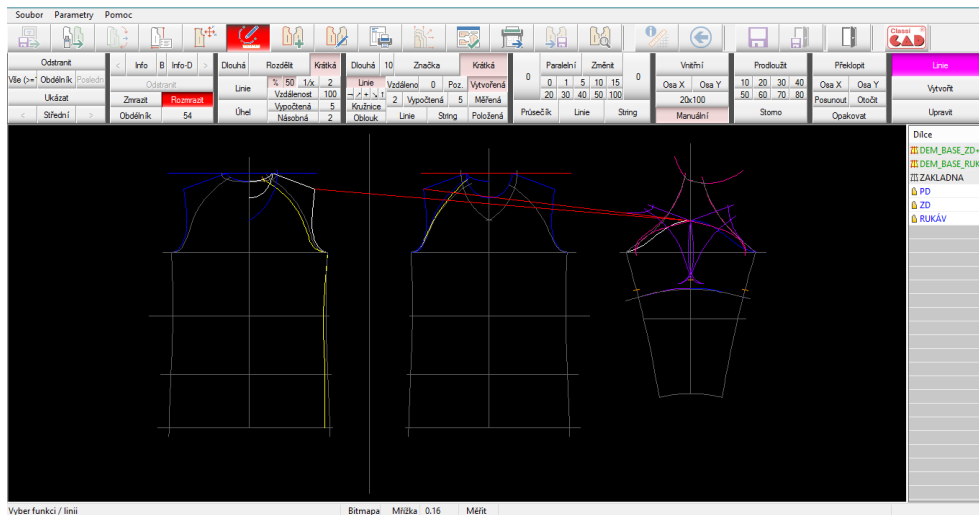 Soubor Parametry Pomoc
Classi CAD
Odstranit < Info B Info-D > Dlouhá Rozdělit Krátká Dlouhá 10 Značka Krátká 0 Paralelní Změnit 0 Vnitřní Prodloužit Překlopit Linie
Vše (>=1 Obdélník Posledn Odstranit Linie % 50 1/x 2 Linie Vzdáleno 0 Poz. Vytvořená 0 1 5 10 15 Osa X Osa Y 10 20 30 40 Osa X Osa Y Vytvořit
Ukázat Zmrazit Rozmrazit Vzdálenost 100 2 Vypočtená 5 Měřená 20 30 40 50 100 20x100 50 60 70 80 Posunout Otočit
< Střední > Obdélník 54 Úhel Vypočtená 5 Kružnice Linie String Položená Průsečík Linie String Manuální Stomo Opakovat Upravit
Násobná 2 Oblouk
Dílce
DEM_BASE_ZD+
DEM_BASE_RUK
ZAKLADNA
PD
ZD
RUKÁV
Vyber funkci / linii Bitmapa Mřížka 0.16 Měřit